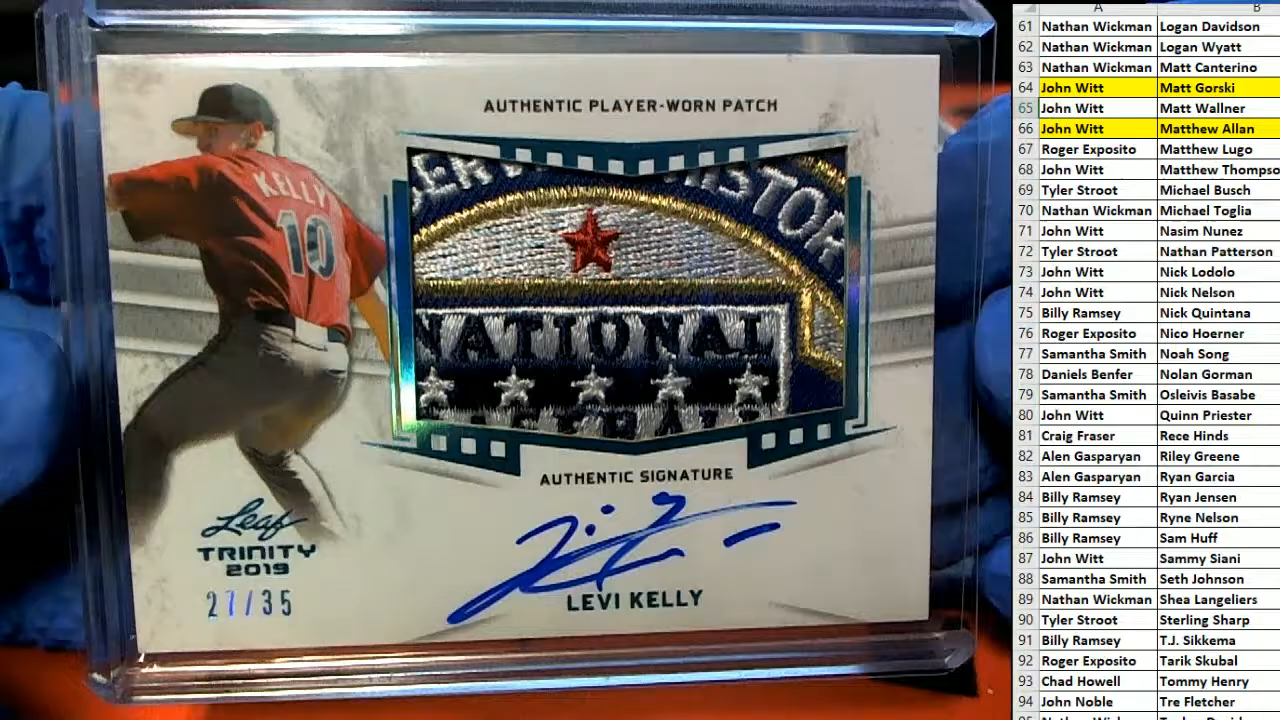 AUTHENTIC PLAYER-WORN PATCH
KELLY
10
NATIONAL
AUTHENTIC SIGNATURE
Leaf
TRINITY
2019
27/35
LEVI KELLY
A B
61 Nathan Wickman Logan Davidson
62 Nathan Wickman Logan Wyatt
63 Nathan Wickman Matt Canterino
64 John Witt Matt Gorski
65 John Witt Matt Wallner
66 John Witt Matthew Allan
67 Roger Exposito Matthew Lugo
68 John Witt Matthew Thompso
69 Tyler Stroot Michael Busch
70 Nathan Wickman Michael Toglia
71 John Witt Nasim Nunez
72 Tyler Stroot Nathan Patterson
73 John Witt Nick Lodolo
74 John Witt Nick Nelson
75 Billy Ramsey Nick Quintana
76 Roger Exposito Nico Hoerner
77 Samantha Smith Noah Song
78 Daniels Benfer Nolan Gorman
79 Samantha Smith Osleivis Basabe
80 John Witt Quinn Priester
81 Craig Fraser Rece Hinds
82 Alen Gasparyan Riley Greene
83 Alen Gasparyan Ryan Garcia
84 Billy Ramsey Ryan Jensen
85 Billy Ramsey Ryne Nelson
86 Billy Ramsey Sam Huff
87 John Witt Sammy Siani
88 Samantha Smith Seth Johnson
89 Nathan Wickman Shea Langeliers
90 Tyler Stroot Sterling Sharp
91 Billy Ramsey T.J. Sikkema
92 Roger Exposito Tarik Skubal
93 Chad Howell Tommy Henry
94 John Noble Tre Fletcher